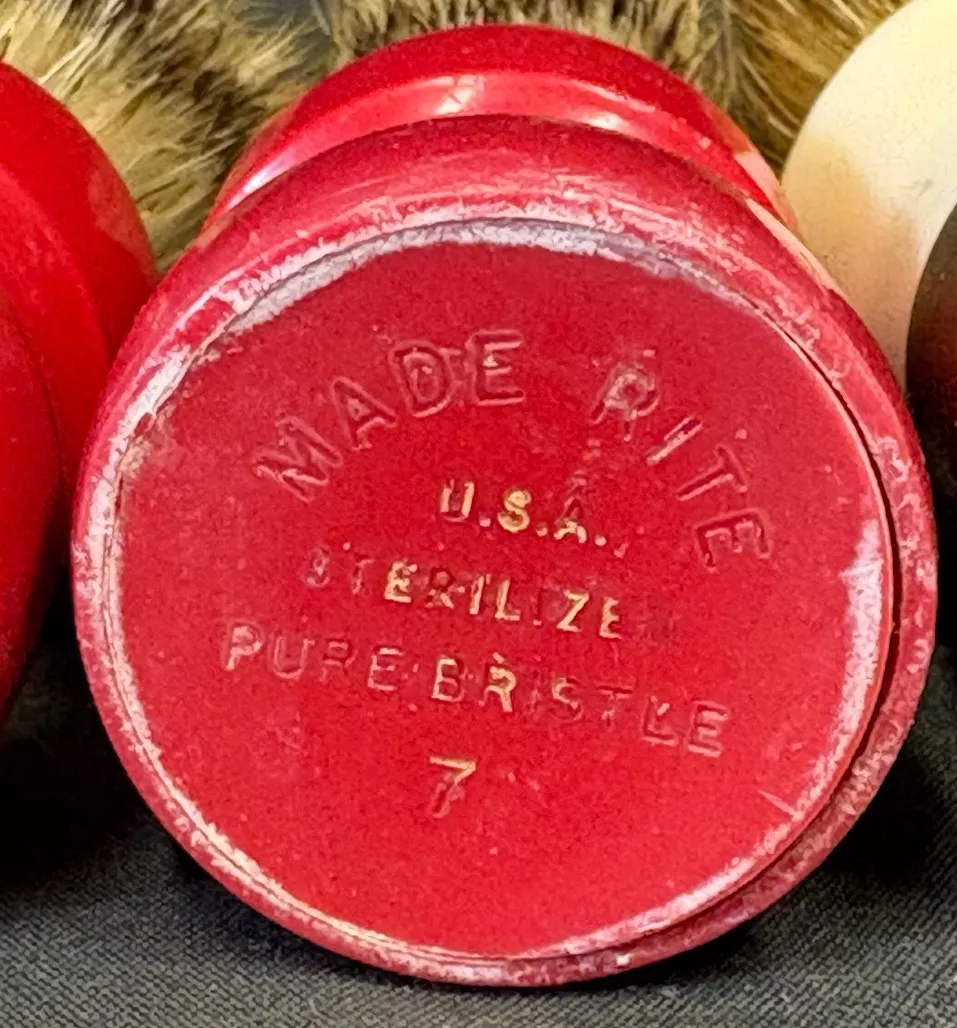 MADE RITE
U.S.A.
STERILIZED
PURE BRISTLE
7